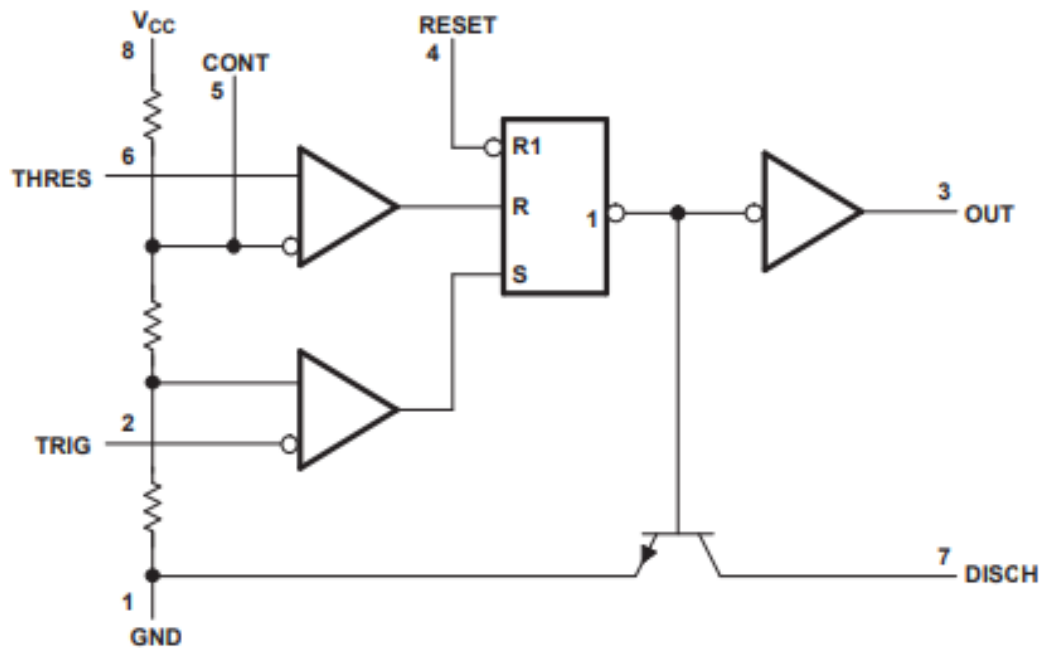 VCC
8
RESET
4
CONT
5
6
THRES
R1
R
1
S
3
OUT
2
TRIG
7
DISCH
1
GND